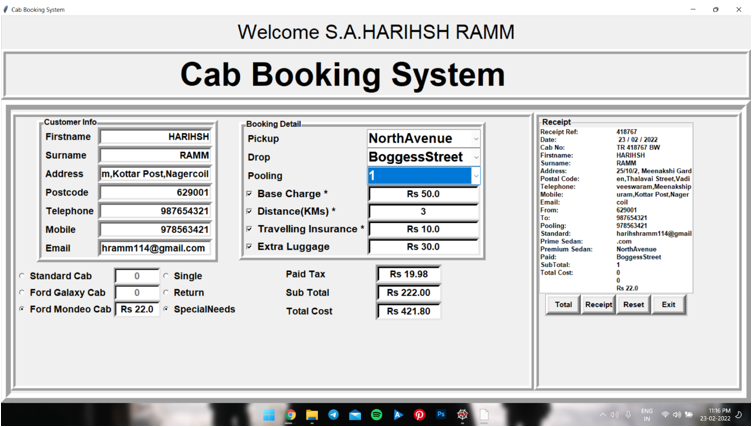 Cab Booking System
Welcome S.A.HARIHSH RAMM
Cab Booking System
Customer Info
Firstname HARIHSH
Surname RAMM
Address m,Kottar Post,Nagercoil
Postcode 629001
Telephone 987654321
Mobile 978563421
Email hramm114@gmail.com
Booking Detail
Pickup NorthAvenue
Drop BoggessStreet
Pooling 1
Base Charge * Rs 50.0
Distance(KMs) * 3
Travelling Insurance * Rs 10.0
Extra Luggage Rs 30.0
Standard Cab 0 Single
Ford Galaxy Cab 0 Return
Ford Mondeo Cab Rs 22.0 SpecialNeeds
Paid Tax Rs 19.98
Sub Total Rs 222.00
Total Cost Rs 421.80
Receipt
Receipt Ref: 418767
Date: 23 / 02 / 2022
Cab No: TR 418767 BW
Firstname: HARIHSH
Surname: RAMM
Address: 25/10/2, Meenakshi Gard
Postal Code: en,Thalavai Street,Vadi
Telephone: veeswaram,Meenakship
Mobile: uram,Kottar Post,Nager
Email: coil
From: 629001
To: 987654321
Pooling: 978563421
Standard: harihshramm114@gmail
Prime Sedan: .com
Premium Sedan: NorthAvenue
Paid: BoggessStreet
SubTotal: 1
Total Cost: 0
0
Rs 22.0
Total Receipt Reset Exit
ENG
IN
11:16 PM
23-02-2022